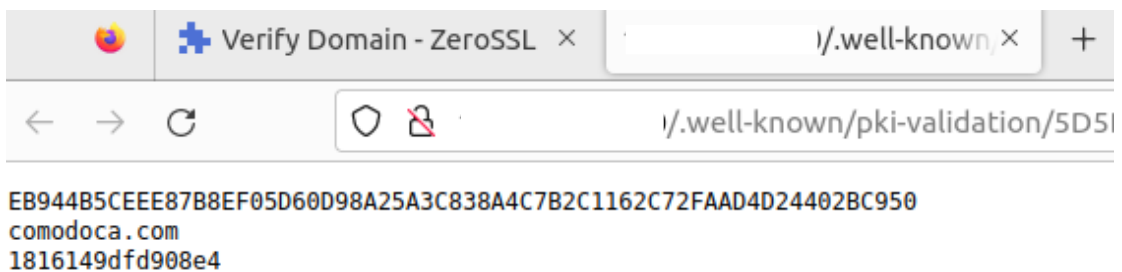 Verify Domain - ZeroSSL
/.well-known
/.well-known/pki-validation/5D5
EB944B5CEEE87B8EF05D60D98A25A3C838A4C7B2C1162C72FAAD4D24402BC950
comodoca.com
1816149dfd908e4